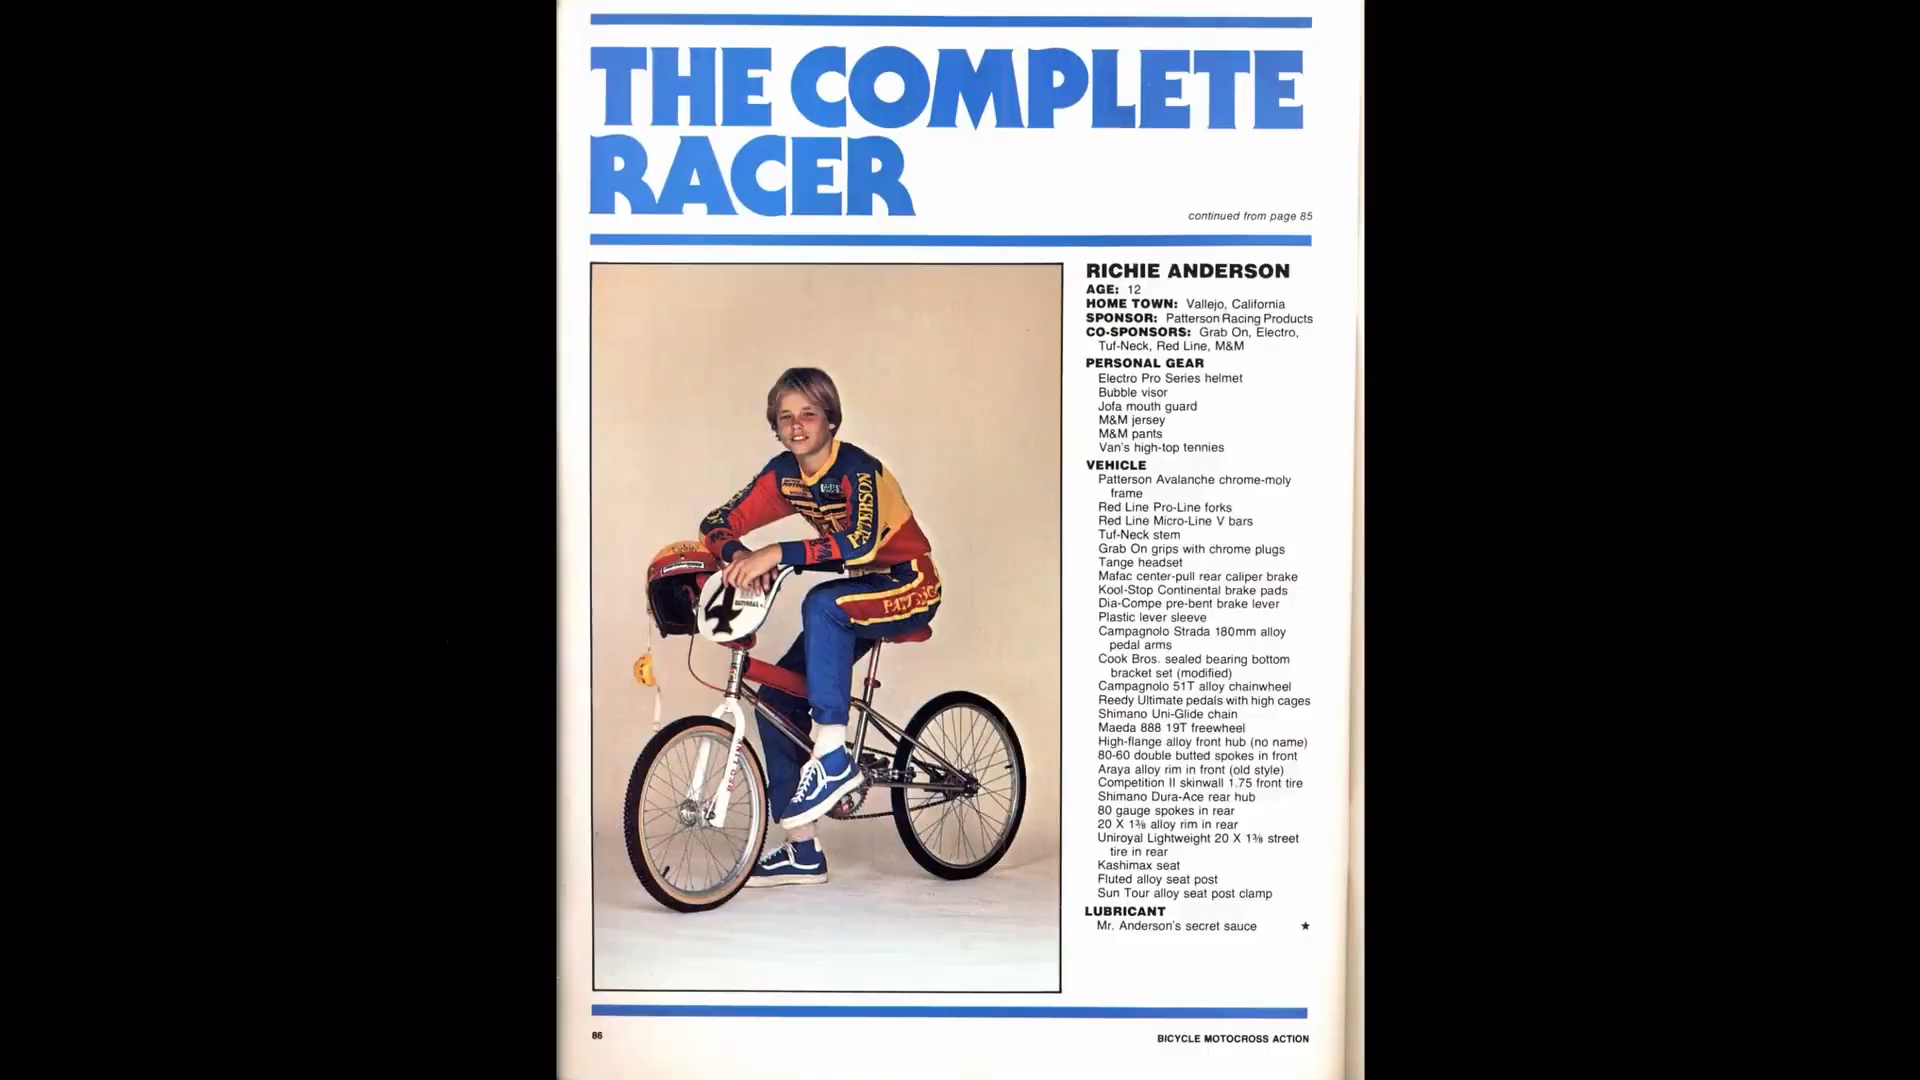 THE COMPLETE
RACER
continued from page 85
RICHIE ANDERSON
AGE: 12
HOME TOWN: Vallejo, California
SPONSOR: Patterson Racing Products
CO-SPONSORS: Grab On, Electro,
Tuf-Neck, Red Line, M&M
PERSONAL GEAR
Electro Pro Series helmet
Bubble visor
Jofa mouth guard
M&M jersey
M&M pants
Van's high-top tennies
VEHICLE
Patterson Avalanche chrome-moly
frame
Red Line Pro-Line forks
Red Line Micro-Line V bars
Tuf-Neck stem
Grab On grips with chrome plugs
Tange headset
Mafac center-pull rear caliper brake
Kool-Stop Continental brake pads
Dia-Compe pre-bent brake lever
Plastic lever sleeve
Campagnolo Strada 180mm alloy
pedal arms
Cook Bros. sealed bearing bottom
bracket set (modified)
Campagnolo 51T alloy chainwheel
Reedy Ultimate pedals with high cages
Shimano Uni-Glide chain
Maeda 888 19T freewheel
High-flange alloy front hub (no name)
80-60 double butted spokes in front
Araya alloy rim in front (old style)
Competition II skinwall 1.75 front tire
Shimano Dura-Ace rear hub
80 gauge spokes in rear
20 X 1⅜ alloy rim in rear
Uniroyal Lightweight 20 X 1⅜ street
tire in rear
Kashimax seat
Fluted alloy seat post
Sun Tour alloy seat post clamp
LUBRICANT
Mr. Anderson's secret sauce ★
PATTERSON
4
RED LINE
86
BICYCLE MOTOCROSS ACTION